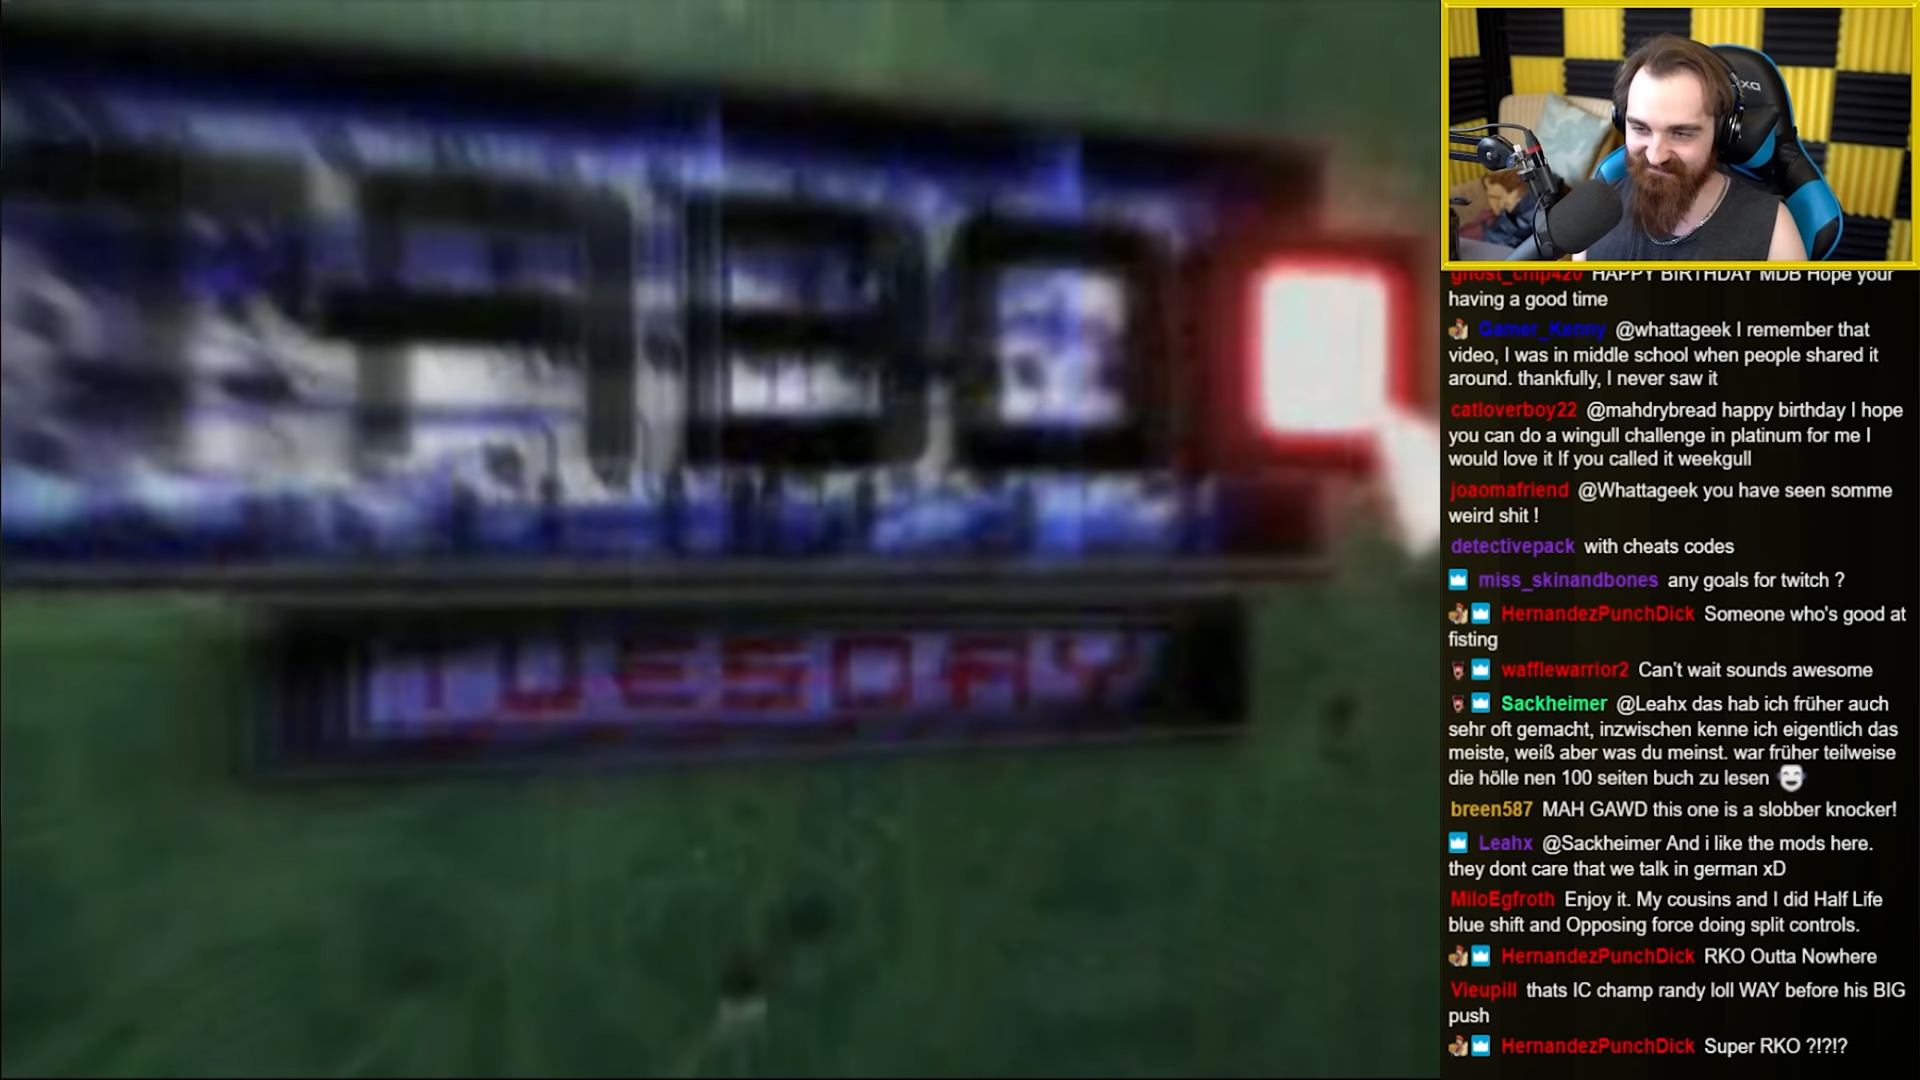 TUESDAY
DXR
ghost_chip420 HAPPY BIRTHDAY MDB Hope your
having a good time
Gamer_Kenny @whattageek I remember that
video, I was in middle school when people shared it
around. thankfully, I never saw it
catloverboy22 @mahdrybread happy birthday I hope
you can do a wingull challenge in platinum for me I
would love it If you called it weekgull
joaomafriend @Whattageek you have seen somme
weird shit !
detectivepack with cheats codes
miss_skinandbones any goals for twitch ?
HernandezPunchDick Someone who's good at
fisting
wafflewarrior2 Can't wait sounds awesome
Sackheimer @Leahx das hab ich früher auch
sehr oft gemacht, inzwischen kenne ich eigentlich das
meiste, weiß aber was du meinst. war früher teilweise
die hölle nen 100 seiten buch zu lesen
breen587 MAH GAWD this one is a slobber knocker!
Leahx @Sackheimer And i like the mods here.
they dont care that we talk in german xD
MiloEgfroth Enjoy it. My cousins and I did Half Life
blue shift and Opposing force doing split controls.
HernandezPunchDick RKO Outta Nowhere
Vieupill thats IC champ randy loll WAY before his BIG
push
HernandezPunchDick Super RKO ?!?!?